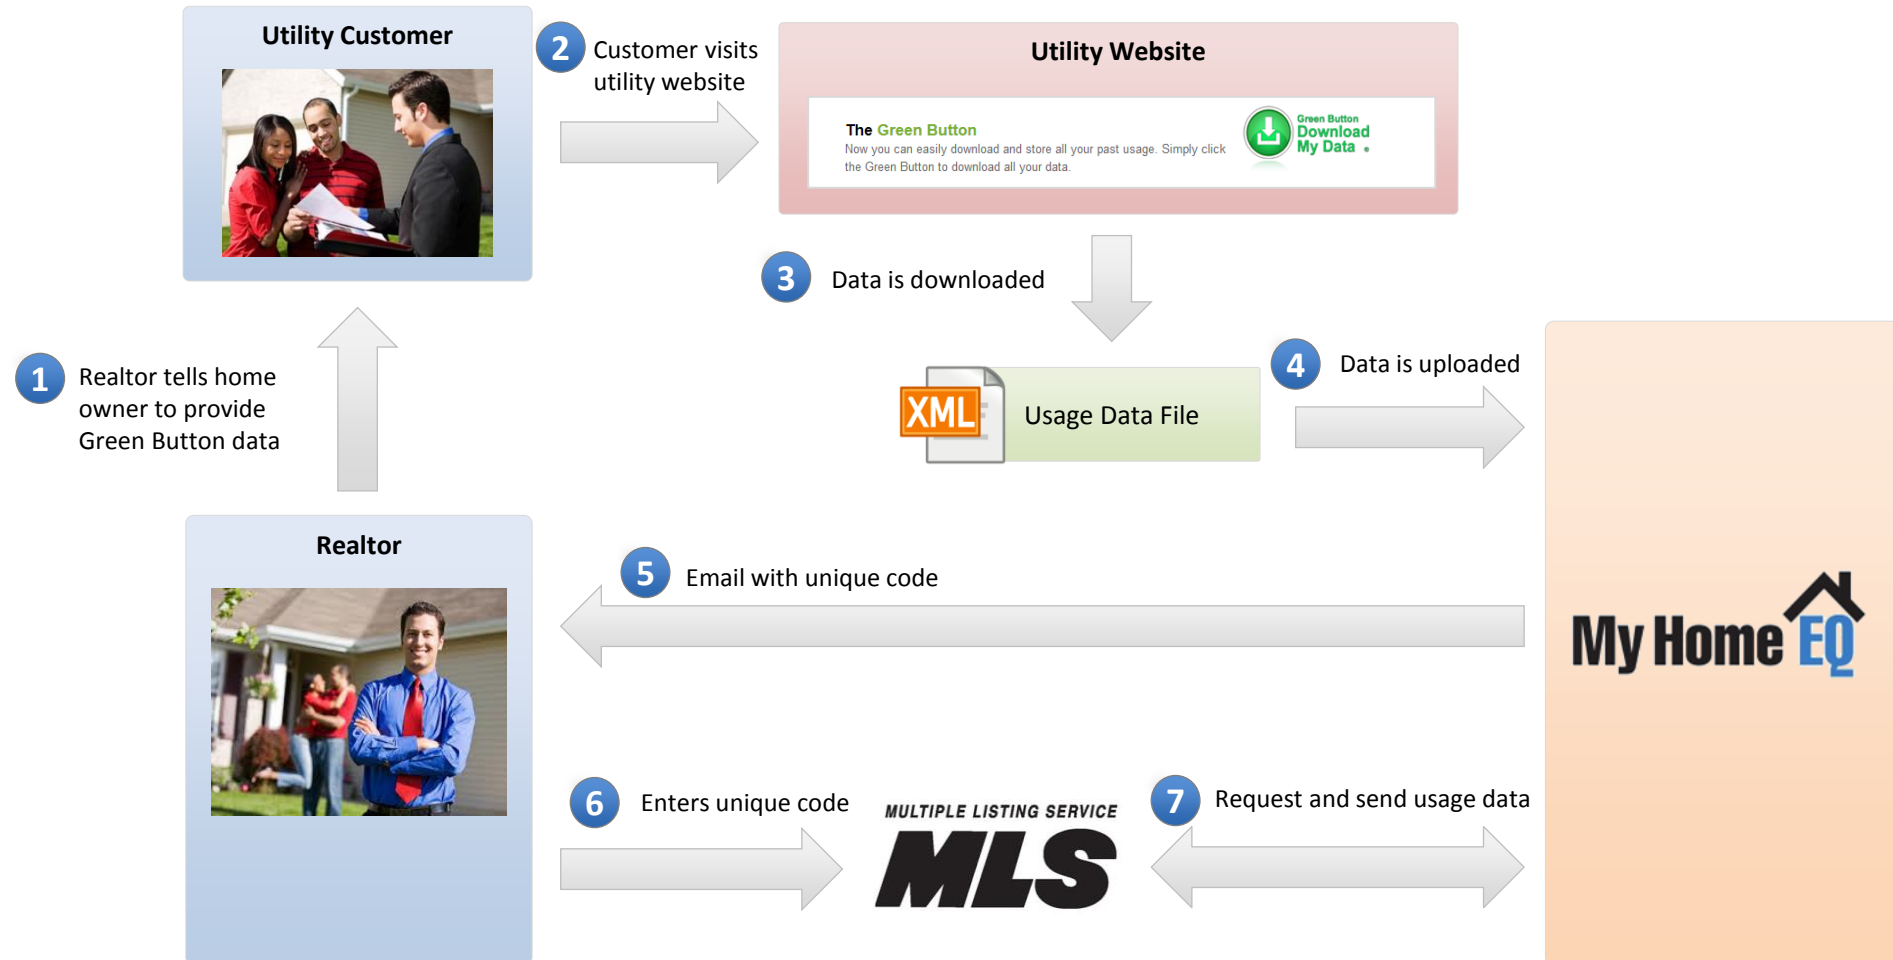 Utility Customer
2
Customer visits
utility website
Utility Website
The Green Button
Now you can easily download and store all your past usage. Simply click
the Green Button to download all your data.
Green Button
Download
My Data
3
Data is downloaded
1
Realtor tells home
owner to provide
Green Button data
XML
Usage Data File
4
Data is uploaded
Realtor
5
Email with unique code
My Home EQ
6
Enters unique code
MULTIPLE LISTING SERVICE
MLS
7
Request and send usage data